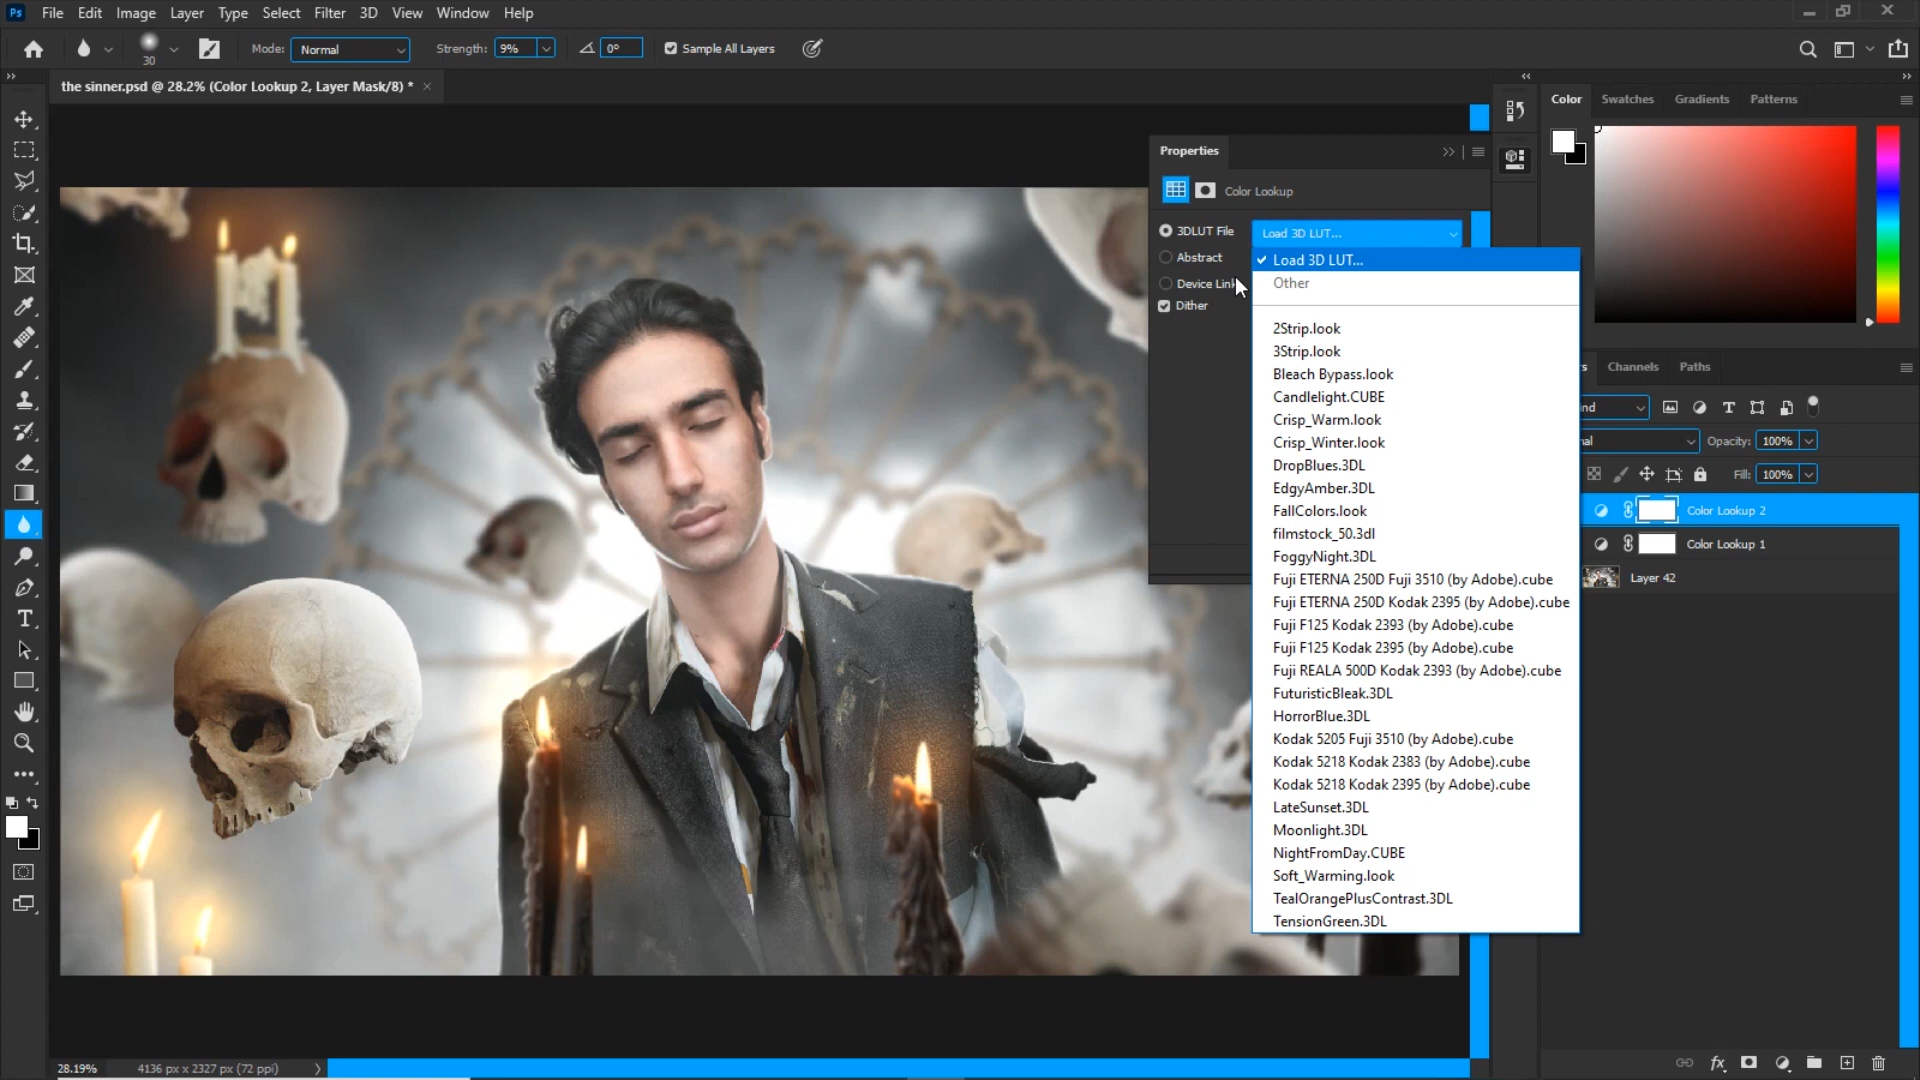 Ps File Edit Image Layer Type Select Filter 3D View Window Help
30 Mode: Normal Strength: 9% 0° Sample All Layers
the sinner.psd @ 28.2% (Color Lookup 2, Layer Mask/8) *
Properties
Color Lookup
3DLUT File Load 3D LUT...
Abstract
Device Link
Dither
Load 3D LUT...
Other
2Strip.look
3Strip.look
Bleach Bypass.look
Candlelight.CUBE
Crisp_Warm.look
Crisp_Winter.look
DropBlues.3DL
EdgyAmber.3DL
FallColors.look
filmstock_50.3dl
FoggyNight.3DL
Fuji ETERNA 250D Fuji 3510 (by Adobe).cube
Fuji ETERNA 250D Kodak 2395 (by Adobe).cube
Fuji F125 Kodak 2393 (by Adobe).cube
Fuji F125 Kodak 2395 (by Adobe).cube
Fuji REALA 500D Kodak 2393 (by Adobe).cube
FuturisticBleak.3DL
HorrorBlue.3DL
Kodak 5205 Fuji 3510 (by Adobe).cube
Kodak 5218 Kodak 2383 (by Adobe).cube
Kodak 5218 Kodak 2395 (by Adobe).cube
LateSunset.3DL
Moonlight.3DL
NightFromDay.CUBE
Soft_Warming.look
TealOrangePlusContrast.3DL
TensionGreen.3DL
Color Swatches Gradients Patterns
Channels Paths
Opacity: 100%
Fill: 100%
Color Lookup 2
Color Lookup 1
Layer 42
28.19% 4136 px x 2327 px (72 ppi)